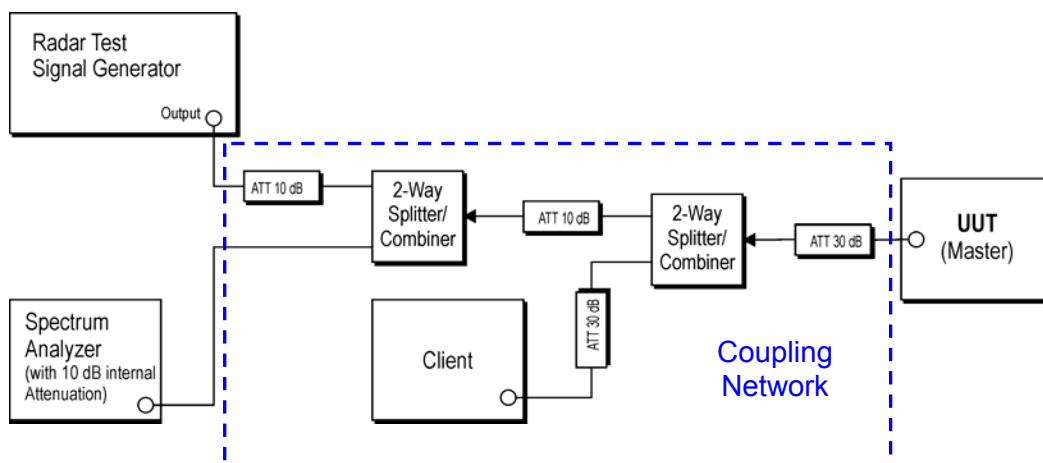 Radar Test
Signal Generator
Output
ATT 10 dB
2-Way
Splitter/
Combiner
ATT 10 dB
2-Way
Splitter/
Combiner
ATT 30 dB
UUT
(Master)
Spectrum
Analyzer
(with 10 dB internal
Attenuation)
Client
ATT 30 dB
Coupling
Network